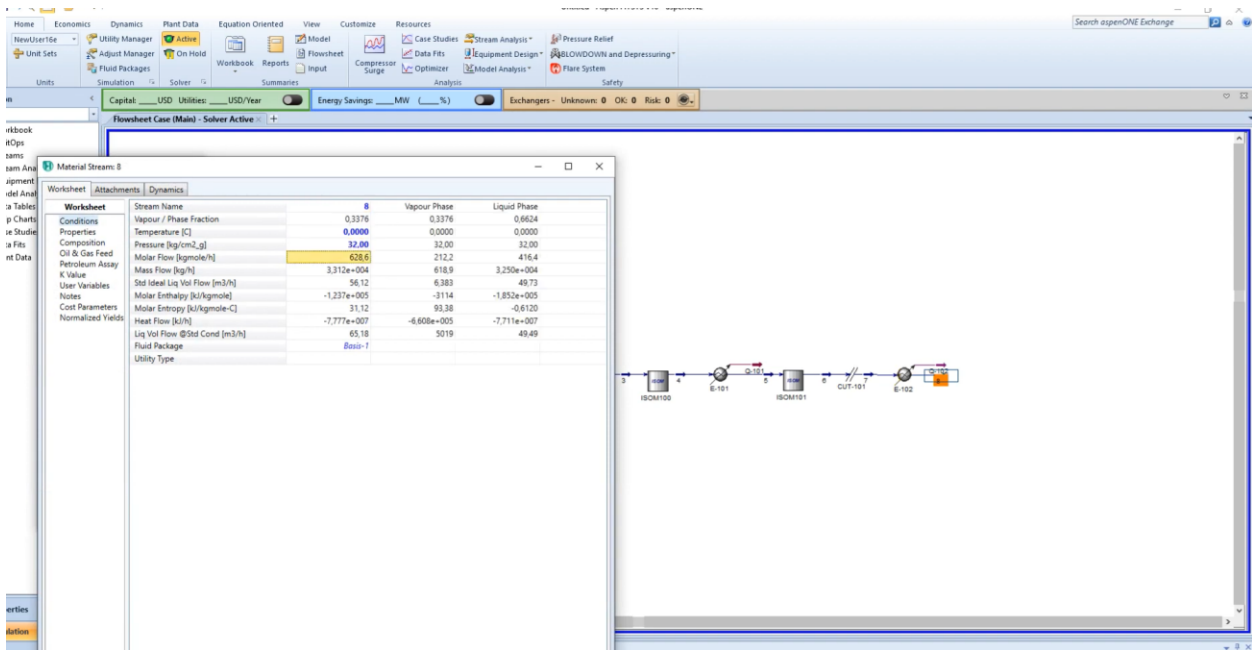 Home Economics Dynamics Plant Data Equation Oriented View Customize Resources
Search aspenONE Exchange
NewUser16e Utility Manager Active Model Case Studies Stream Analysis Pressure Relief
Unit Sets Adjust Manager On Hold Workbook Reports Flowsheet Compressor Surge Data Fits Equipment Design BLOWDOWN and Depressuring
Fluid Packages Input Optimizer Model Analysis Flare System
Units Simulation Solver Summaries Analysis Safety
Capital: ____USD Utilities: ____USD/Year Energy Savings: ____MW (____%) Exchangers - Unknown: 0 OK: 0 Risk: 0
Flowsheet Case (Main) - Solver Active × +
Material Stream: 8
Worksheet Attachments Dynamics
Worksheet
Conditions
Properties
Composition
Oil & Gas Feed
Petroleum Assay
K Value
User Variables
Notes
Cost Parameters
Normalized Yields
Stream Name 8 Vapour Phase Liquid Phase
Vapour / Phase Fraction 0,3376 0,3376 0,6624
Temperature [C] 0,0000 0,0000 0,0000
Pressure [kg/cm2_g] 32,00 32,00 32,00
Molar Flow [kgmole/h] 628,6 212,2 416,4
Mass Flow [kg/h] 3,312e+004 618,9 3,250e+004
Std Ideal Liq Vol Flow [m3/h] 56,12 6,383 49,73
Molar Enthalpy [kJ/kgmole] -1,237e+005 -3114 -1,852e+005
Molar Entropy [kJ/kgmole-C] 31,12 93,38 -0,6120
Heat Flow [kJ/h] -7,777e+007 -6,608e+005 -7,711e+007
Liq Vol Flow @Std Cond [m3/h] 65,18 5019 49,49
Fluid Package Basis-1
Utility Type
3 ISOM100 4 E-101 Q-101 5 ISOM101 6 CUT-101 7 E-102 Q-102 8